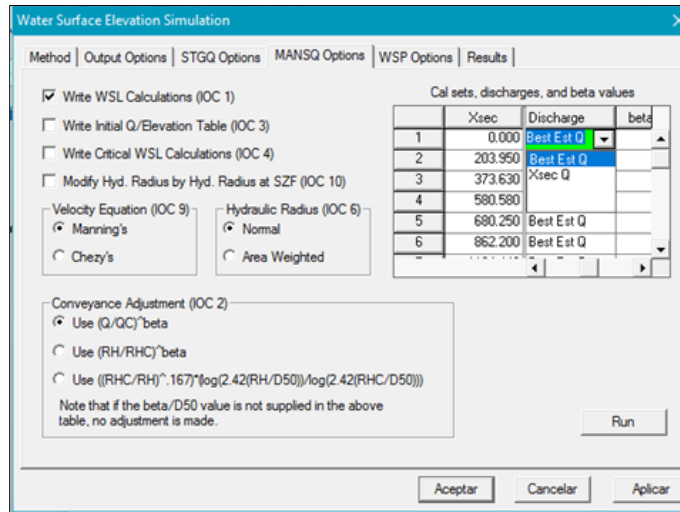 Water Surface Elevation Simulation
Method Output Options STGQ Options MANSQ Options WSP Options Results
Write WSL Calculations (IOC 1)
Write Initial Q/Elevation Table (IOC 3)
Write Critical WSL Calculations (IOC 4)
Modify Hyd. Radius by Hyd. Radius at SZF (IOC 10)
Velocity Equation (IOC 9)
Manning's
Chezy's
Hydraulic Radius (IOC 6)
Normal
Area Weighted
Cal sets, discharges, and beta values
Xsec Discharge beta
1 0.000 Best Est Q
2 203.950 Best Est Q
3 373.630 Xsec Q
4 580.580
5 680.250 Best Est Q
6 862.200 Best Est Q
Conveyance Adjustment (IOC 2)
Use (Q/QC)^beta
Use (RH/RHC)^beta
Use ((RHC/RH)^.167)*(log(2.42(RH/D50))/log(2.42(RHC/D50)))
Note that if the beta/D50 value is not supplied in the above
table, no adjustment is made.
Run
Aceptar Cancelar Aplicar